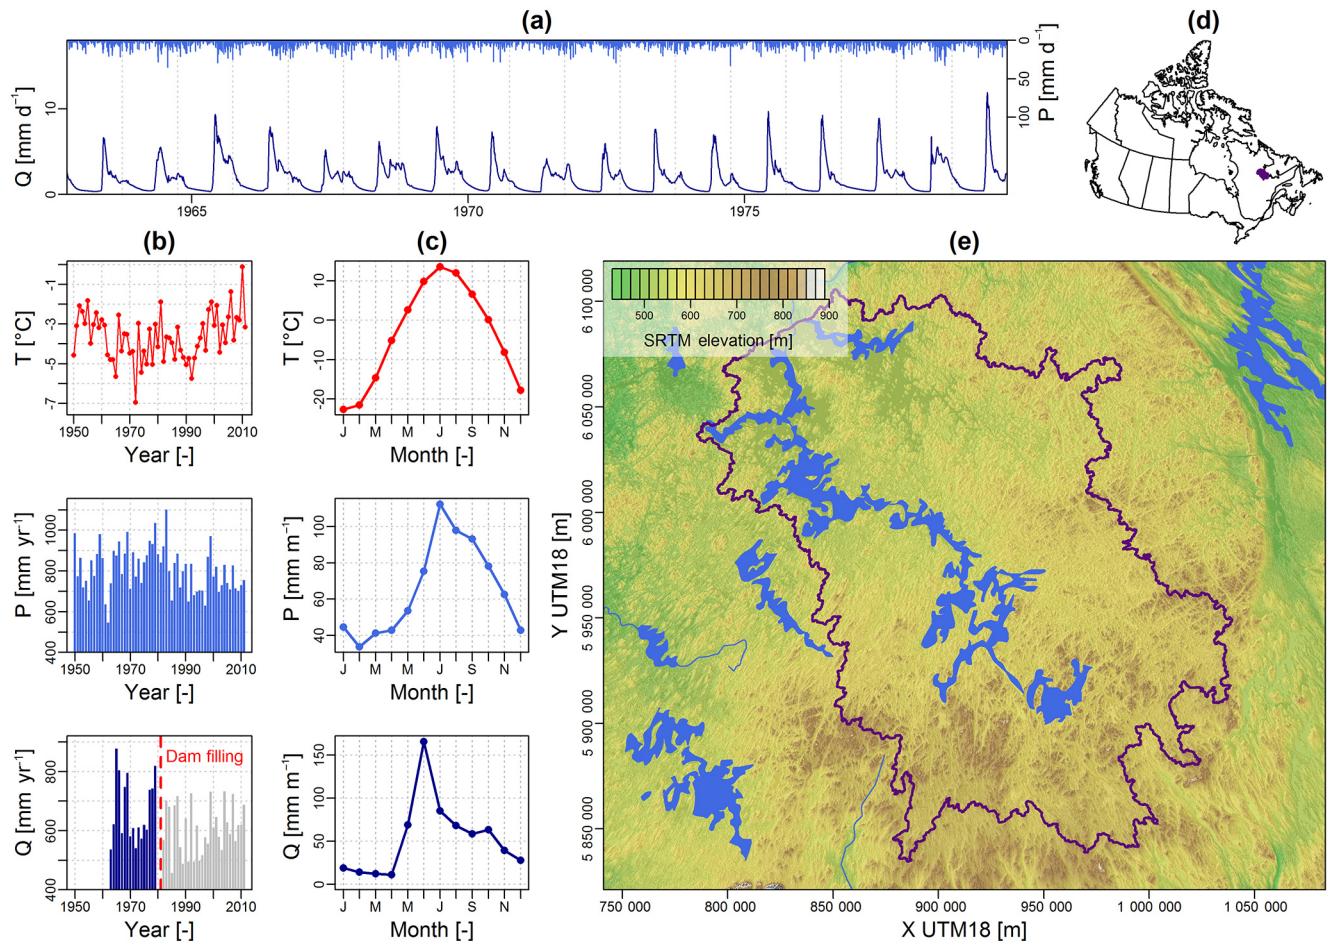 (a)
Q [mm d⁻¹]
0
10
0
50
100
P [mm d⁻¹]
1965
1970
1975
(d)
(b)
T [°C]
-1
-3
-5
-7
1950
1970
1990
2010
Year [-]
P [mm yr⁻¹]
400
600
800
1000
1950
1970
1990
2010
Year [-]
Q [mm yr⁻¹]
400
600
800
Dam filling
1950
1970
1990
2010
Year [-]
(c)
T [°C]
10
0
-10
-20
J
M
M
J
S
N
Month [-]
P [mm m⁻¹]
100
80
60
40
J
M
M
J
S
N
Month [-]
Q [mm m⁻¹]
150
100
50
0
J
M
M
J
S
N
Month [-]
(e)
500
600
700
800
900
SRTM elevation [m]
Y UTM18 [m]
6 100 000
6 050 000
6 000 000
5 950 000
5 900 000
5 850 000
750 000
800 000
850 000
900 000
950 000
1 000 000
1 050 000
X UTM18 [m]